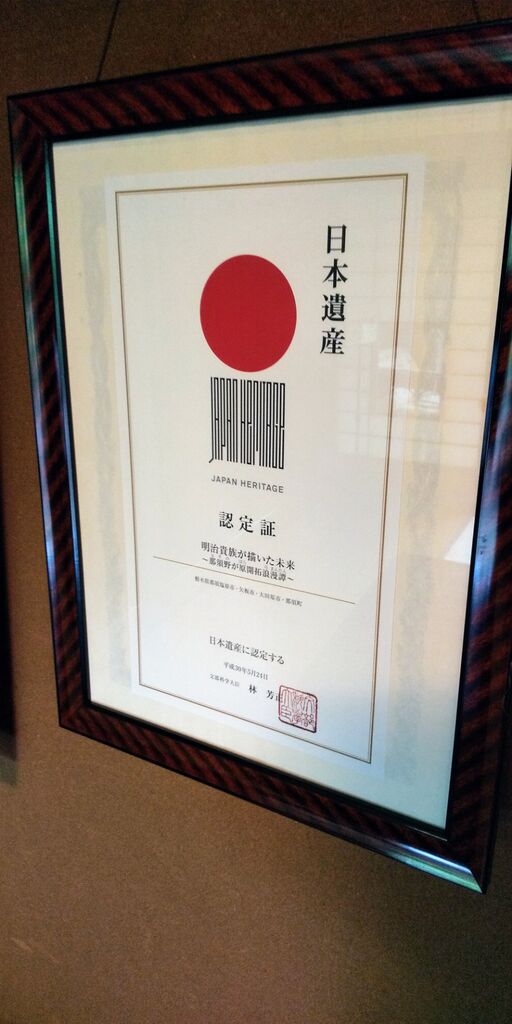 日本遺産
JAPAN HERITAGE
JAPAN HERITAGE
認定証
明治貴族が描いた未来
～那須野が原開拓浪漫譚～
栃木県那須塩原市・矢板市・大田原市・那須町
日本遺産に認定する
平成30年5月24日
文部科学大臣 林 芳正